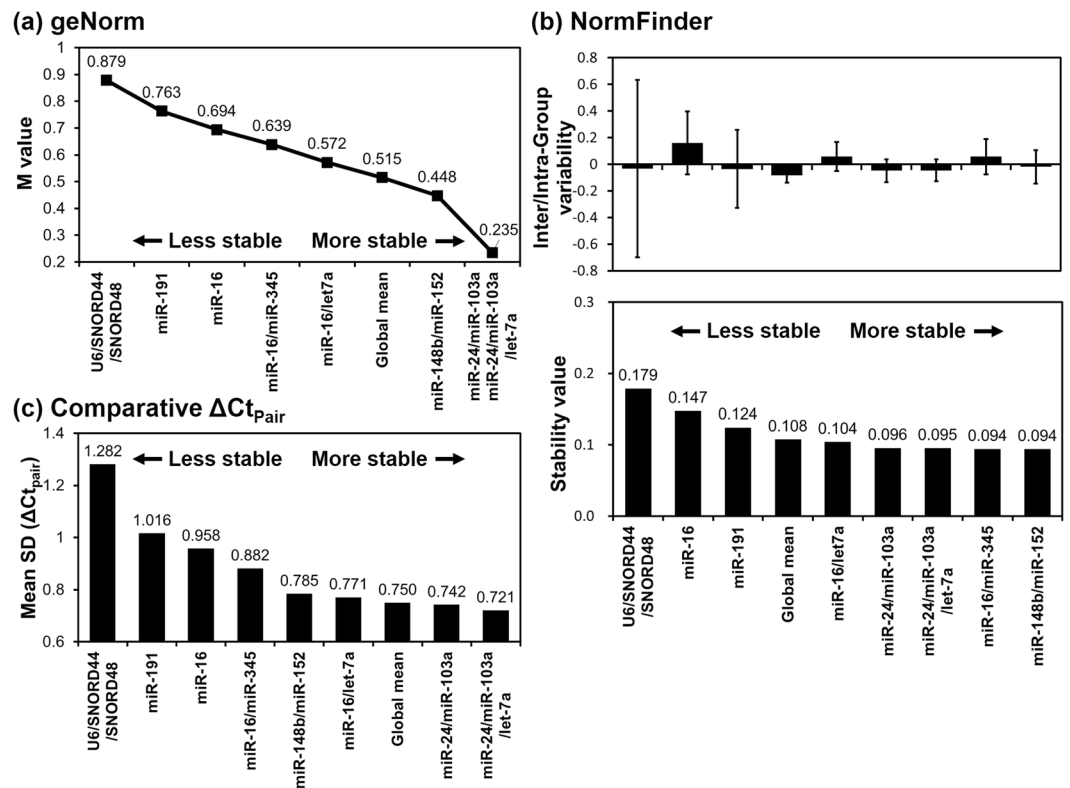 (a) geNorm
M value
1
0.9
0.8
0.7
0.6
0.5
0.4
0.3
0.2
0.879
0.763
0.694
0.639
0.572
0.515
0.448
0.235
Less stable More stable
U6/SNORD44
/SNORD48
miR-191
miR-16
miR-16/miR-345
miR-16/let7a
Global mean
miR-148b/miR-152
miR-24/miR-103a
miR-24/miR-103a
/let-7a
(b) NormFinder
Inter/Intra-Group
variability
0.8
0.6
0.4
0.2
0
-0.2
-0.4
-0.6
-0.8
Stability value
0.3
0.2
0.1
0.0
Less stable More stable
0.179
0.147
0.124
0.108
0.104
0.096
0.095
0.094
0.094
U6/SNORD44
/SNORD48
miR-16
miR-191
Global mean
miR-16/let7a
miR-24/miR-103a
miR-24/miR-103a
/let-7a
miR-16/miR-345
miR-148b/miR-152
(c) Comparative ΔCtPair
Mean SD (ΔCtpair)
1.4
1.2
1
0.8
0.6
Less stable More stable
1.282
1.016
0.958
0.882
0.785
0.771
0.750
0.742
0.721
U6/SNORD44
/SNORD48
miR-191
miR-16
miR-16/miR-345
miR-148b/miR-152
miR-16/let-7a
Global mean
miR-24/miR-103a
miR-24/miR-103a
/let-7a